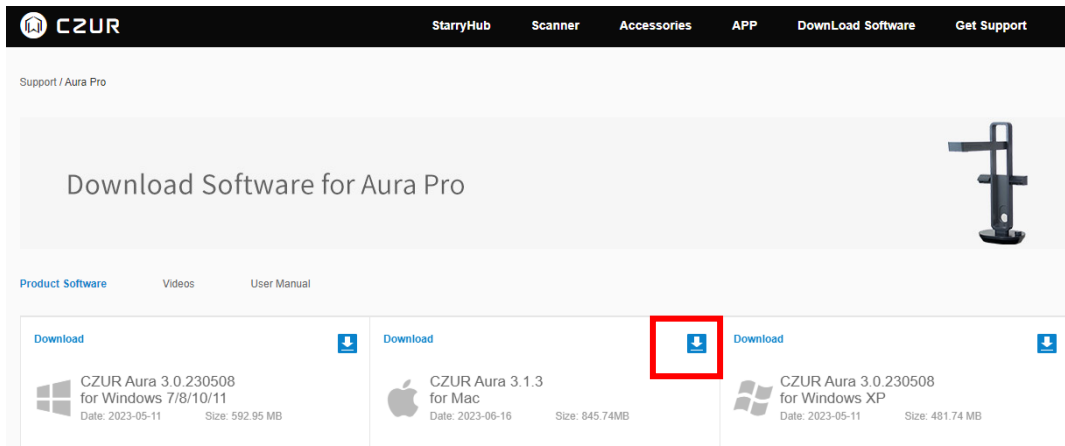 CZUR StarryHub Scanner Accessories APP DownLoad Software Get Support
Support / Aura Pro
Download Software for Aura Pro
Product Software Videos User Manual
Download
CZUR Aura 3.0.230508
for Windows 7/8/10/11
Date: 2023-05-11 Size: 592.95 MB
Download
CZUR Aura 3.1.3
for Mac
Date: 2023-06-16 Size: 845.74MB
Download
CZUR Aura 3.0.230508
for Windows XP
Date: 2023-05-11 Size: 481.74 MB